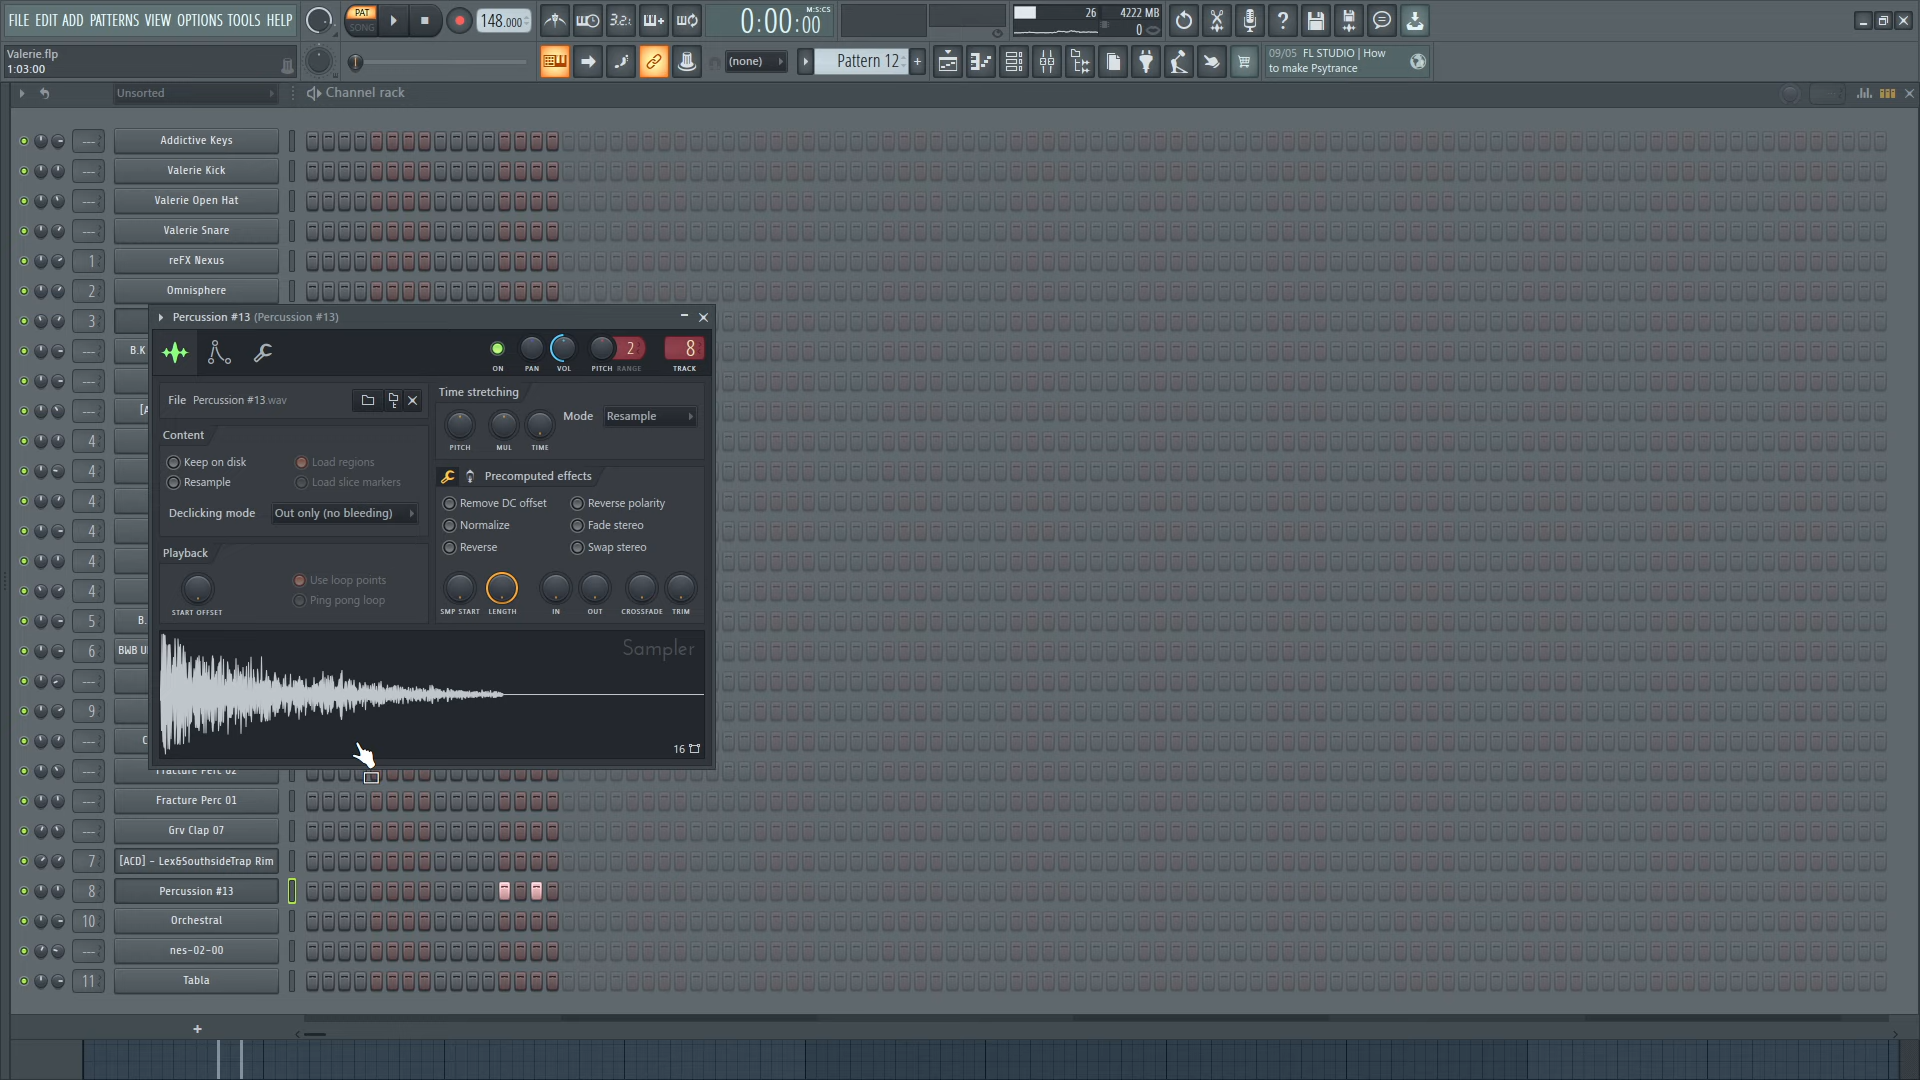 FILE EDIT ADD PATTERNS VIEW OPTIONS TOOLS HELP
PAT
SONG
148.000
3.2.
0:00:00
M:S:CS
26
4222 MB
0
Valerie.flp
1:03:00
(none)
Pattern 12
+
09/05 FL STUDIO | How
to make Psytrance
Unsorted
Channel rack
--- Addictive Keys
--- Valerie Kick
--- Valerie Open Hat
--- Valerie Snare
1 reFX Nexus
2 Omnisphere
3
--- B.K
---
--- [A
4
4
4
4
4
4
5 B.
6 BWB U
---
9
--- C
--- Fracture Perc 02
--- Fracture Perc 01
--- Grv Clap 07
7 [ACD] - Lex&SouthsideTrap Rim
8 Percussion #13
10 Orchestral
--- nes-02-00
11 Tabla
+
Percussion #13 (Percussion #13)
2
8
ON
PAN
VOL
PITCH RANGE
TRACK
File Percussion #13.wav
Content
Keep on disk
Load regions
Resample
Load slice markers
Declicking mode
Out only (no bleeding)
Playback
START OFFSET
Use loop points
Ping pong loop
Time stretching
Mode
Resample
PITCH
MUL
TIME
Precomputed effects
Remove DC offset
Reverse polarity
Normalize
Fade stereo
Reverse
Swap stereo
SMP START
LENGTH
IN
OUT
CROSSFADE
TRIM
Sampler
16